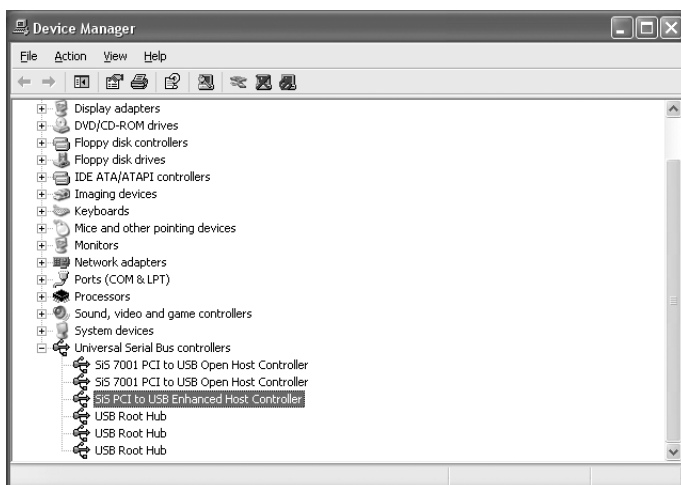 Device Manager
File Action View Help
Display adapters
DVD/CD-ROM drives
Floppy disk controllers
Floppy disk drives
IDE ATA/ATAPI controllers
Imaging devices
Keyboards
Mice and other pointing devices
Monitors
Network adapters
Ports (COM & LPT)
Processors
Sound, video and game controllers
System devices
Universal Serial Bus controllers
SiS 7001 PCI to USB Open Host Controller
SiS 7001 PCI to USB Open Host Controller
SiS PCI to USB Enhanced Host Controller
USB Root Hub
USB Root Hub
USB Root Hub